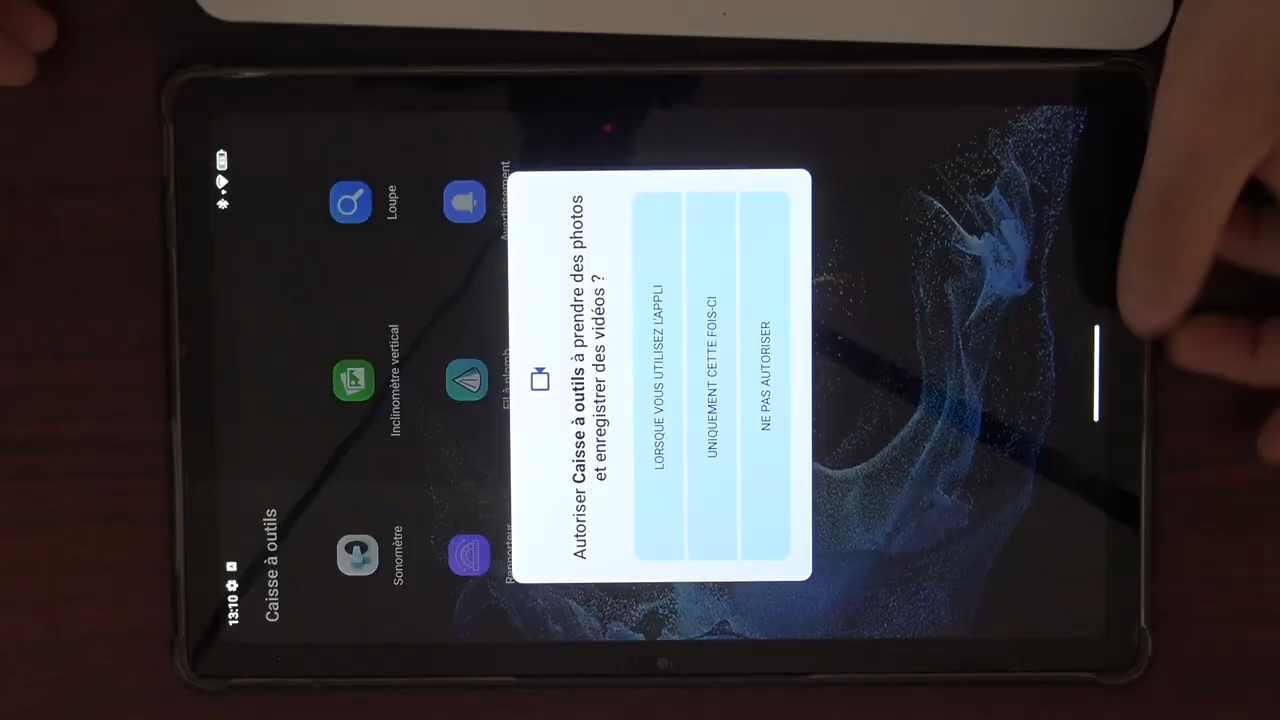 13:10
Caisse à outils
Sonomètre
Inclinomètre vertical
Loupe
Rapporteur
Fil à plomb
Avertissement
Autoriser Caisse à outils à prendre des photos
et enregistrer des vidéos ?
LORSQUE VOUS UTILISEZ L'APPLI
UNIQUEMENT CETTE FOIS-CI
NE PAS AUTORISER